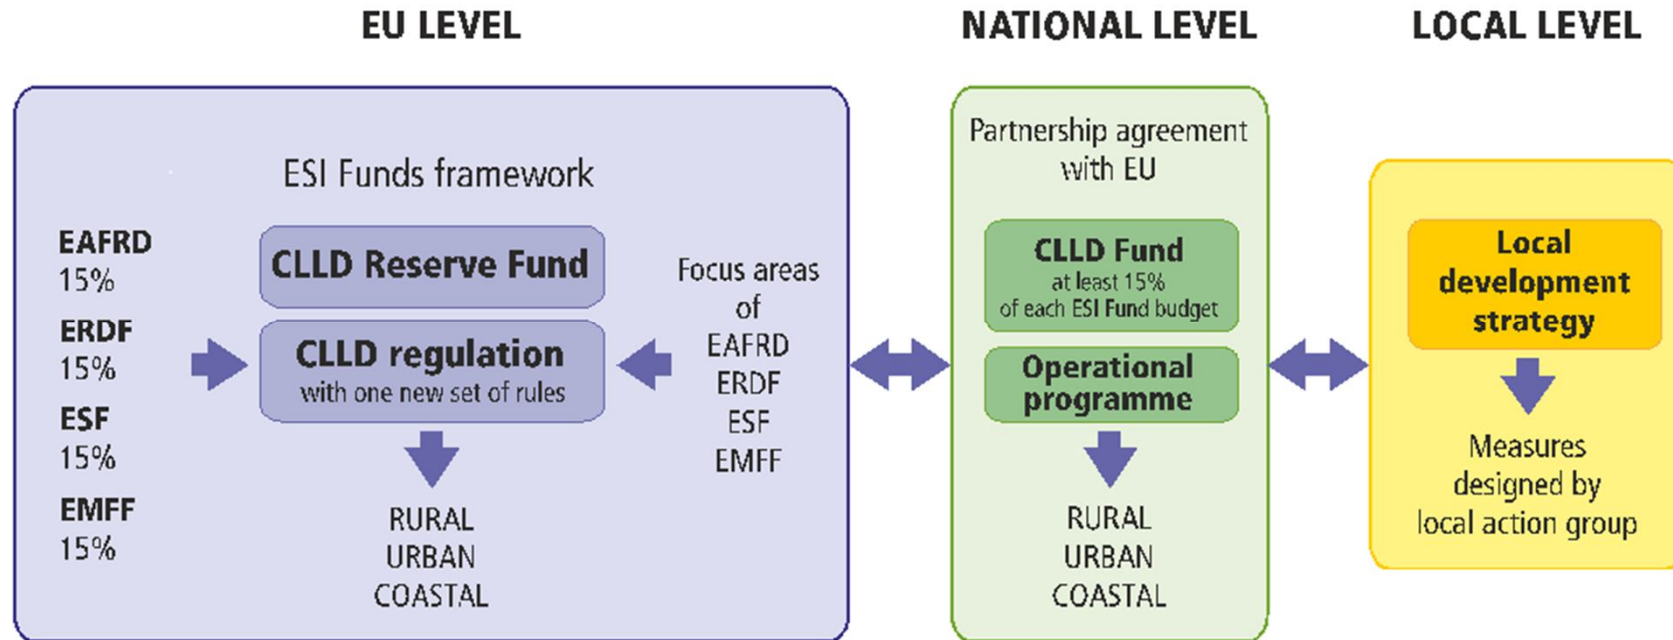 EU LEVEL
NATIONAL LEVEL
LOCAL LEVEL
ESI Funds framework
EAFRD
15%
ERDF
15%
ESF
15%
EMFF
15%
CLLD Reserve Fund
CLLD regulation
with one new set of rules
RURAL
URBAN
COASTAL
Focus areas
of
EAFRD
ERDF
ESF
EMFF
Partnership agreement
with EU
CLLD Fund
at least 15%
of each ESI Fund budget
Operational
programme
RURAL
URBAN
COASTAL
Local
development
strategy
Measures
designed by
local action group